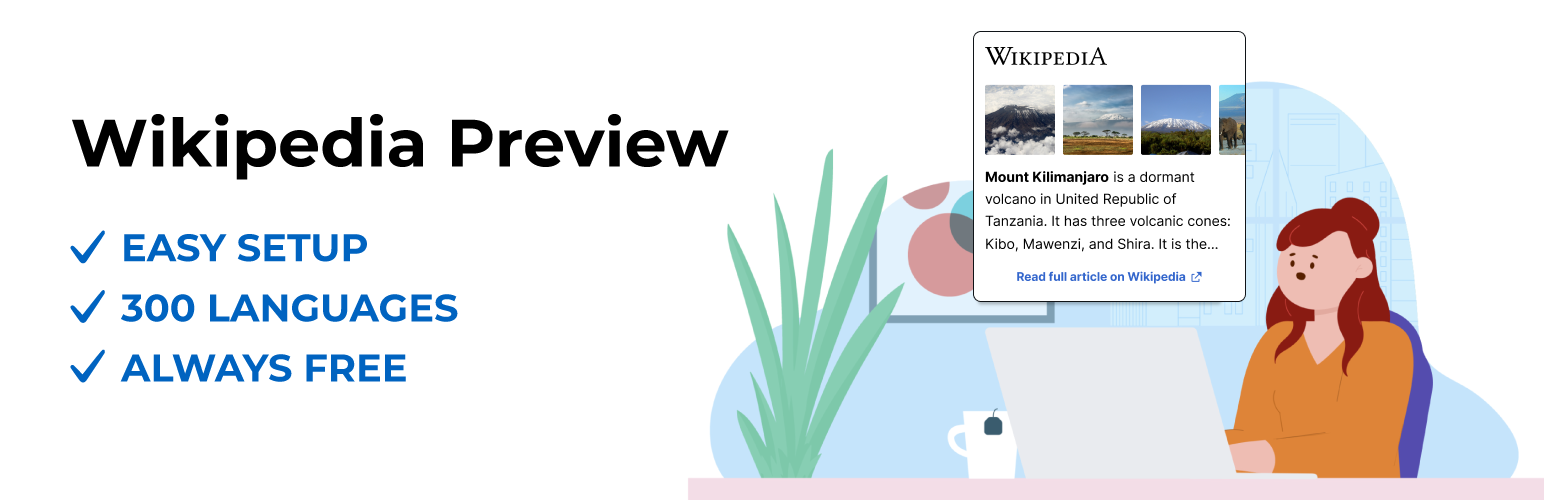 Wikipedia Preview
EASY SETUP
300 LANGUAGES
ALWAYS FREE
WIKIPEDIA
Mount Kilimanjaro is a dormant
volcano in United Republic of
Tanzania. It has three volcanic cones:
Kibo, Mawenzi, and Shira. It is the...
Read full article on Wikipedia